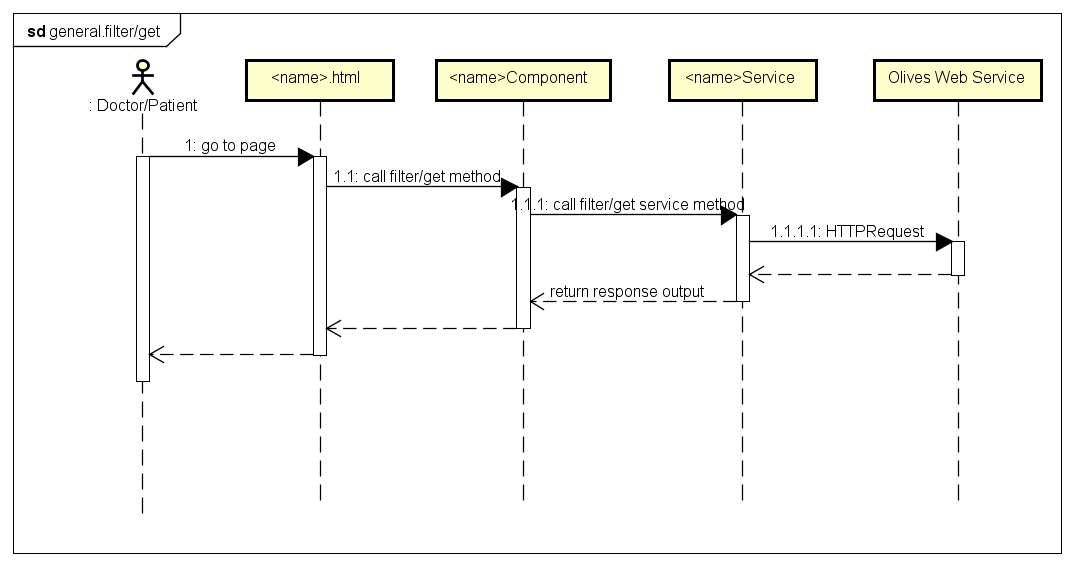 sd general.filter/get
: Doctor/Patient
<name>.html
<name>Component
<name>Service
Olives Web Service
1: go to page
1.1: call filter/get method
1.1.1: call filter/get service method
1.1.1.1: HTTPRequest
return response output